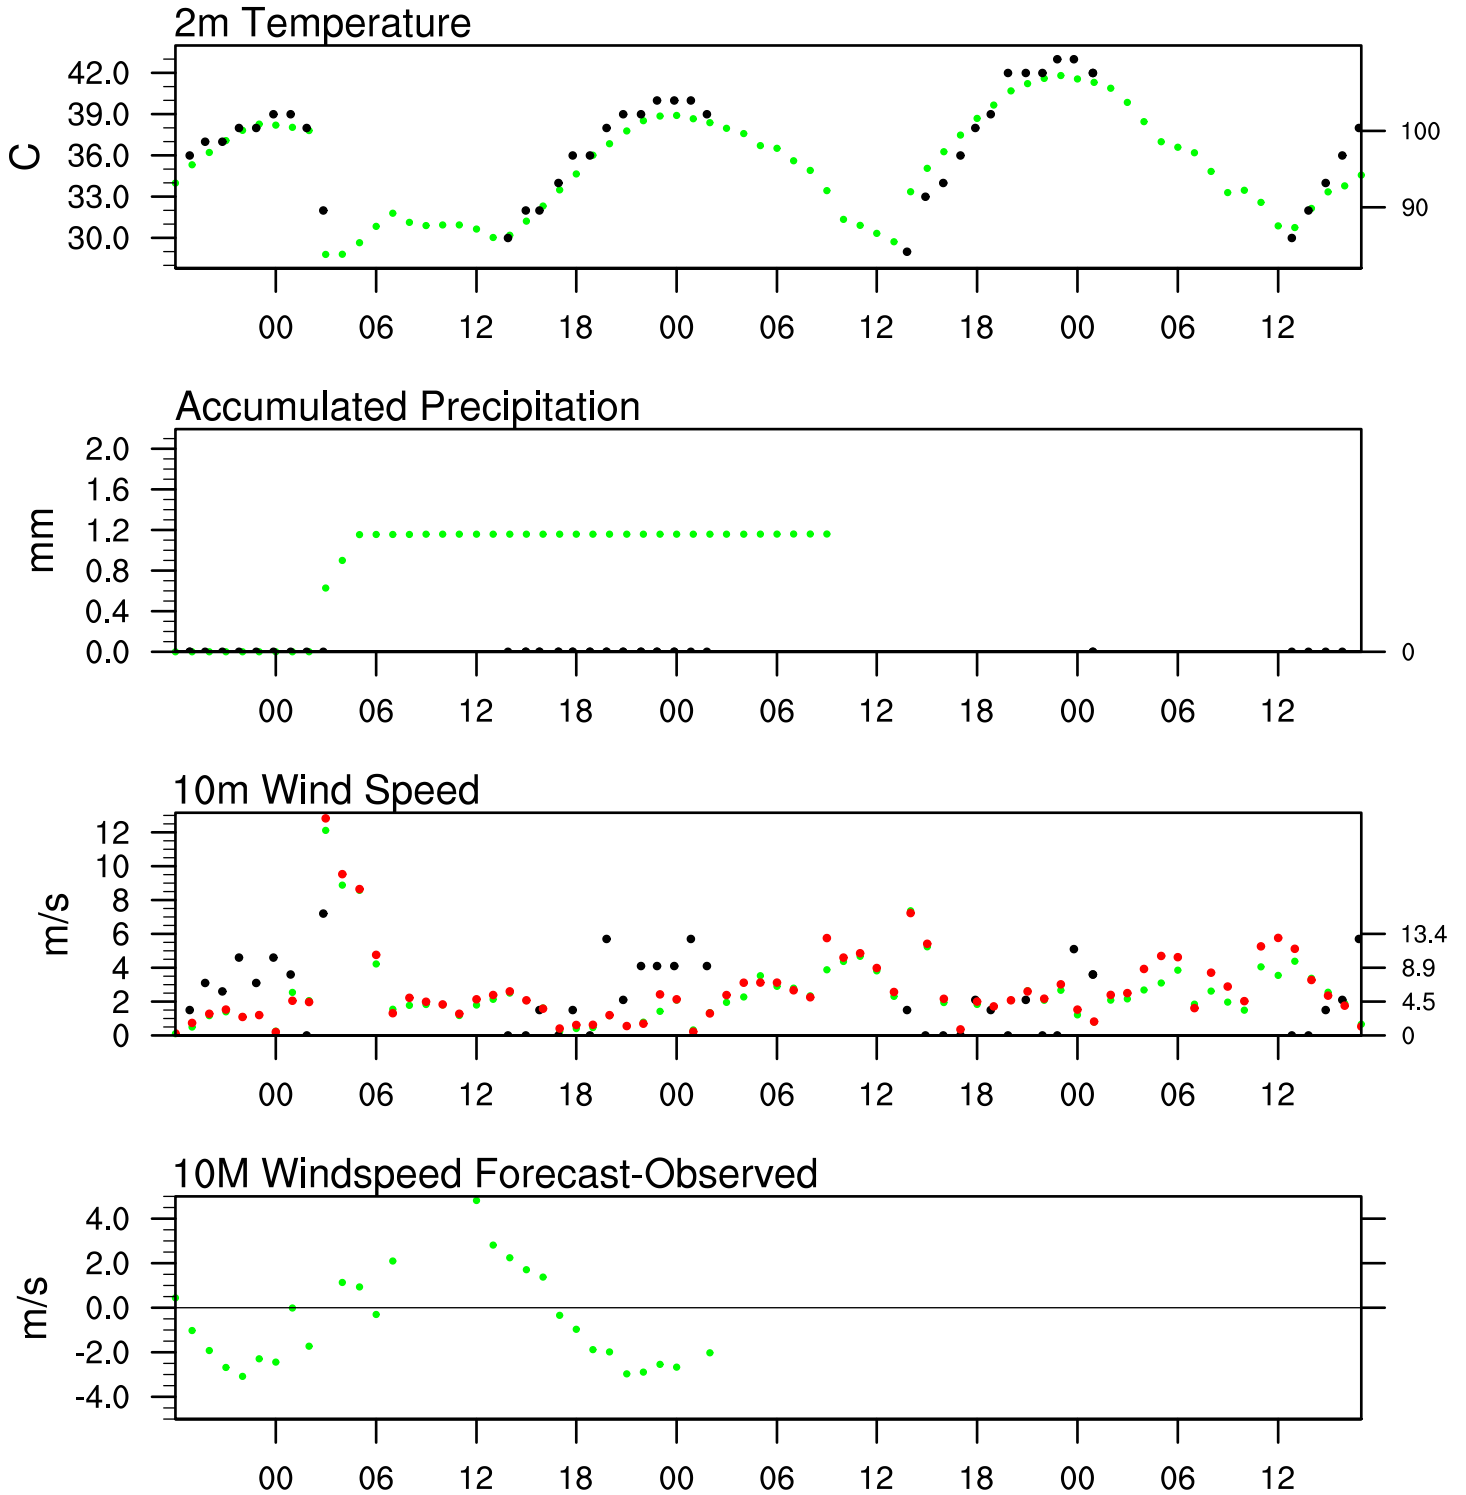 2m Temperature
C
42.0
39.0
36.0
33.0
30.0
100
90
00 06 12 18 00 06 12 18 00 06 12
Accumulated Precipitation
mm
2.0
1.6
1.2
0.8
0.4
0.0
0
00 06 12 18 00 06 12 18 00 06 12
10m Wind Speed
m/s
12
10
8
6
4
2
0
13.4
8.9
4.5
0
00 06 12 18 00 06 12 18 00 06 12
10M Windspeed Forecast-Observed
m/s
4.0
2.0
0.0
-2.0
-4.0
00 06 12 18 00 06 12 18 00 06 12